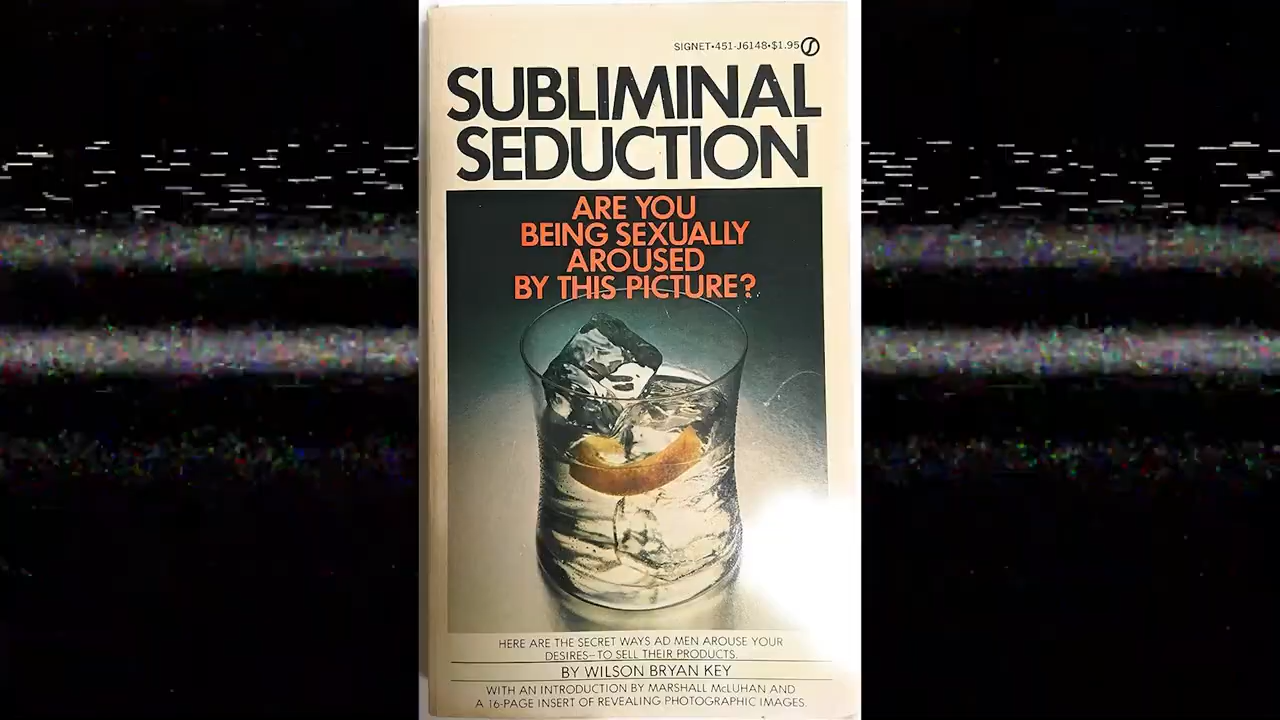 SIGNET•451-J6148•$1.95
SUBLIMINAL
SEDUCTION
ARE YOU
BEING SEXUALLY
AROUSED
BY THIS PICTURE?
HERE ARE THE SECRET WAYS AD MEN AROUSE YOUR
DESIRES—TO SELL THEIR PRODUCTS.
BY WILSON BRYAN KEY
WITH AN INTRODUCTION BY MARSHALL McLUHAN AND
A 16-PAGE INSERT OF REVEALING PHOTOGRAPHIC IMAGES.